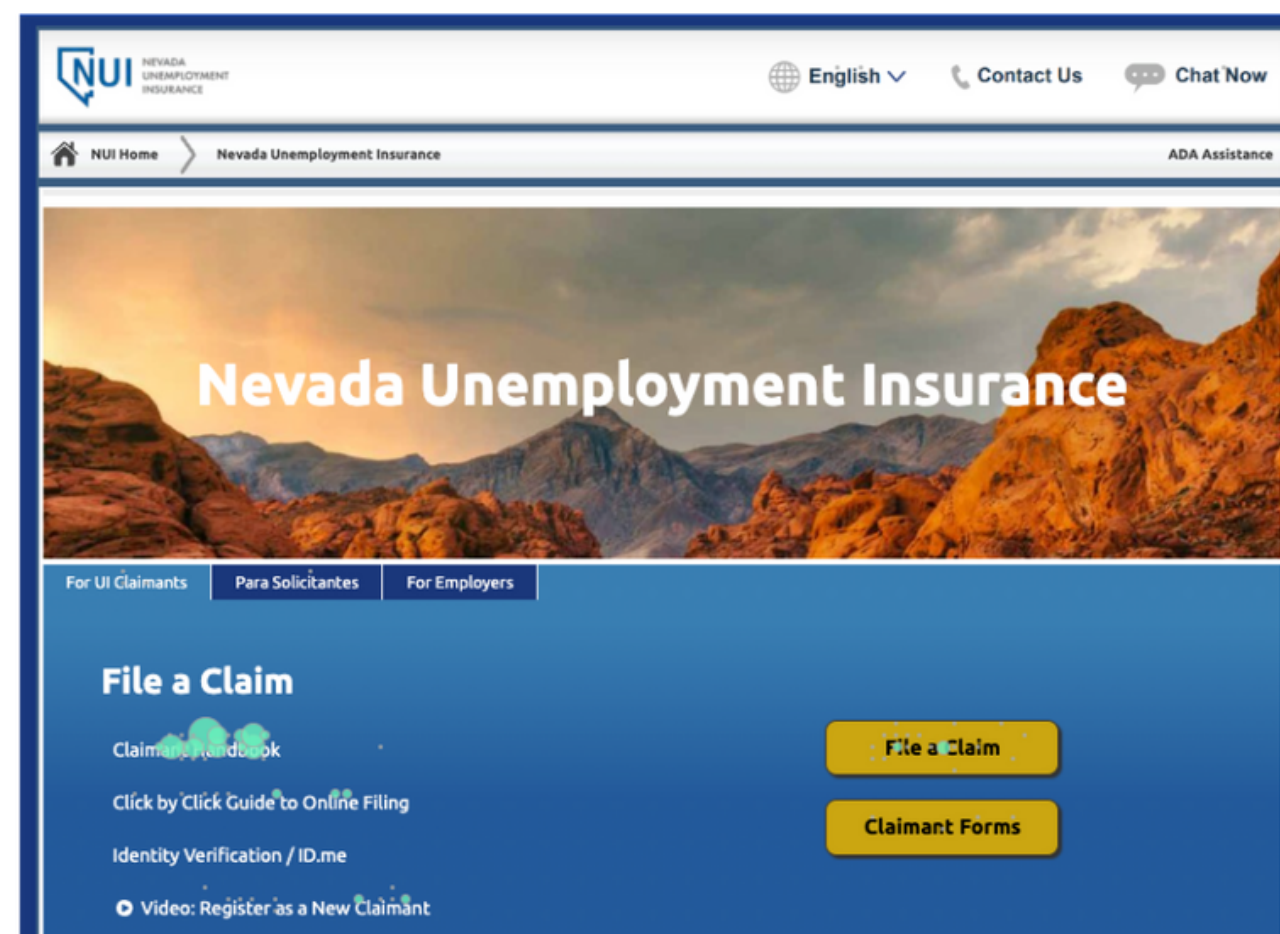 NUI NEVADA
UNEMPLOYMENT
INSURANCE
English
Contact Us
Chat Now
NUI Home
Nevada Unemployment Insurance
ADA Assistance
Nevada Unemployment Insurance
For UI Claimants
Para Solicitantes
For Employers
File a Claim
Claimant Handbook
Click by Click Guide to Online Filing
Identity Verification / ID.me
Video: Register as a New Claimant
File a Claim
Claimant Forms